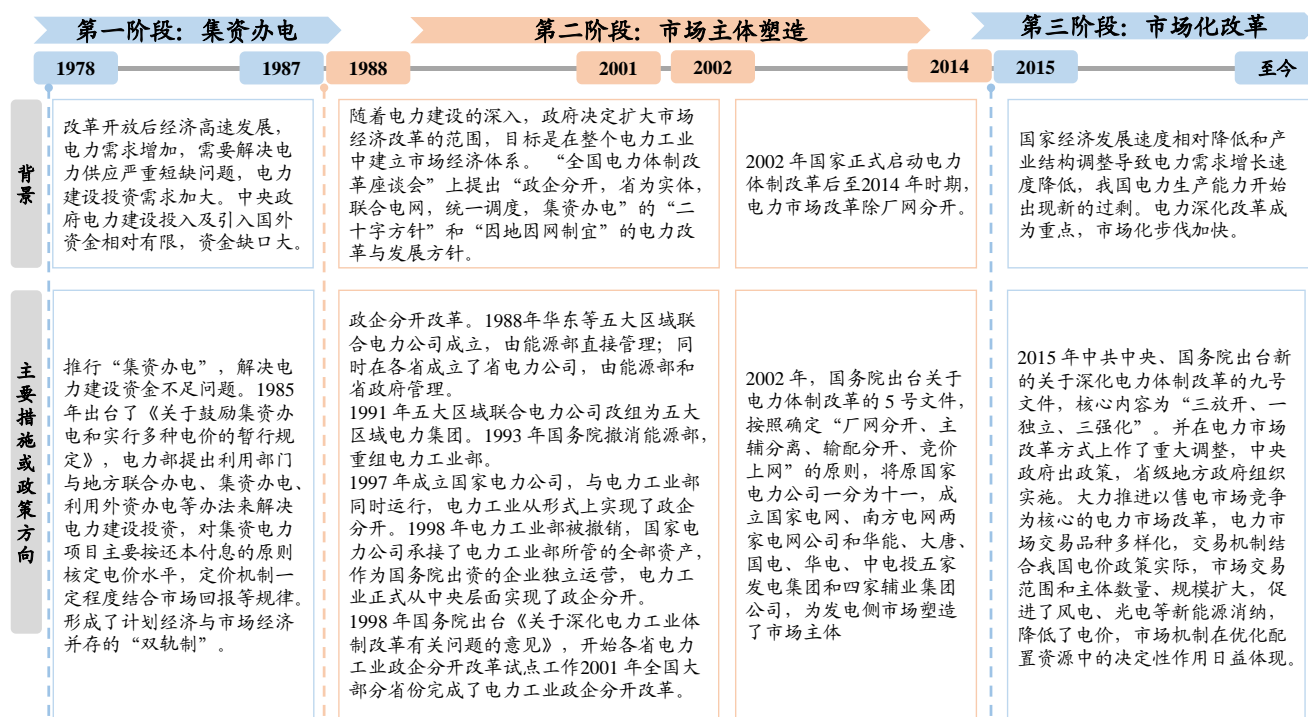 第一阶段：集资办电
第二阶段：市场主体塑造
第三阶段：市场化改革
1978
1987
1988
2001
2002
2014
2015
至今
背景
改革开放后经济高速发展，
电力需求增加，需要解决电
力供应严重短缺问题，电力
建设投资需求加大。中央政
府电力建设投入及引入国外
资金相对有限，资金缺口大。
随着电力建设的深入，政府决定扩大市场
经济改革的范围，目标是在整个电力工业
中建立市场经济体系。 “全国电力体制改
革座谈会”上提出“政企分开，省为实体，
联合电网，统一调度，集资办电”的“二
十字方针”和“因地因网制宜”的电力改
革与发展方针。
2002 年国家正式启动电力
体制改革后至2014 年时期，
电力市场改革除厂网分开。
国家经济发展速度相对降低和产
业结构调整导致电力需求增长速
度降低，我国电力生产能力开始
出现新的过剩。电力深化改革成
为重点，市场化步伐加快。
主要措施或政策方向
推行“集资办电”，解决电
力建设资金不足问题。1985
年出台了《关于鼓励集资办
电和实行多种电价的暂行规
定》，电力部提出利用部门
与地方联合办电、集资办电、
利用外资办电等办法来解决
电力建设投资，对集资电力
项目主要按还本付息的原则
核定电价水平，定价机制一
定程度结合市场回报等规律。
形成了计划经济与市场经济
并存的“双轨制”。
政企分开改革。1988年华东等五大区域联
合电力公司成立，由能源部直接管理；同
时在各省成立了省电力公司，由能源部和
省政府管理。
1991 年五大区域联合电力公司改组为五大
区域电力集团。1993 年国务院撤消能源部，
重组电力工业部。
1997 年成立国家电力公司，与电力工业部
同时运行，电力工业从形式上实现了政企
分开。1998 年电力工业部被撤销，国家电
力公司承接了电力工业部所管的全部资产，
作为国务院出资的企业独立运营，电力工
业正式从中央层面实现了政企分开。
1998 年国务院出台《关于深化电力工业体
制改革有关问题的意见》，开始各省电力
工业政企分开改革试点工作2001 年全国大
部分省份完成了电力工业政企分开改革。
2002 年，国务院出台关于
电力体制改革的 5 号文件，
按照确定“厂网分开、主
辅分离、输配分开、竞价
上网”的原则，将原国家
电力公司一分为十一，成
立国家电网、南方电网两
家电网公司和华能、大唐、
国电、华电、中电投五家
发电集团和四家辅业集团
公司，为发电侧市场塑造
了市场主体
2015 年中共中央、国务院出台新
的关于深化电力体制改革的九号
文件，核心内容为“三放开、一
独立、三强化”。并在电力市场
改革方式上作了重大调整，中央
政府出政策，省级地方政府组织
实施。大力推进以售电市场竞争
为核心的电力市场改革，电力市
场交易品种多样化，交易机制结
合我国电价政策实际，市场交易
范围和主体数量、规模扩大，促
进了风电、光电等新能源消纳，
降低了电价，市场机制在优化配
置资源中的决定性作用日益体现。